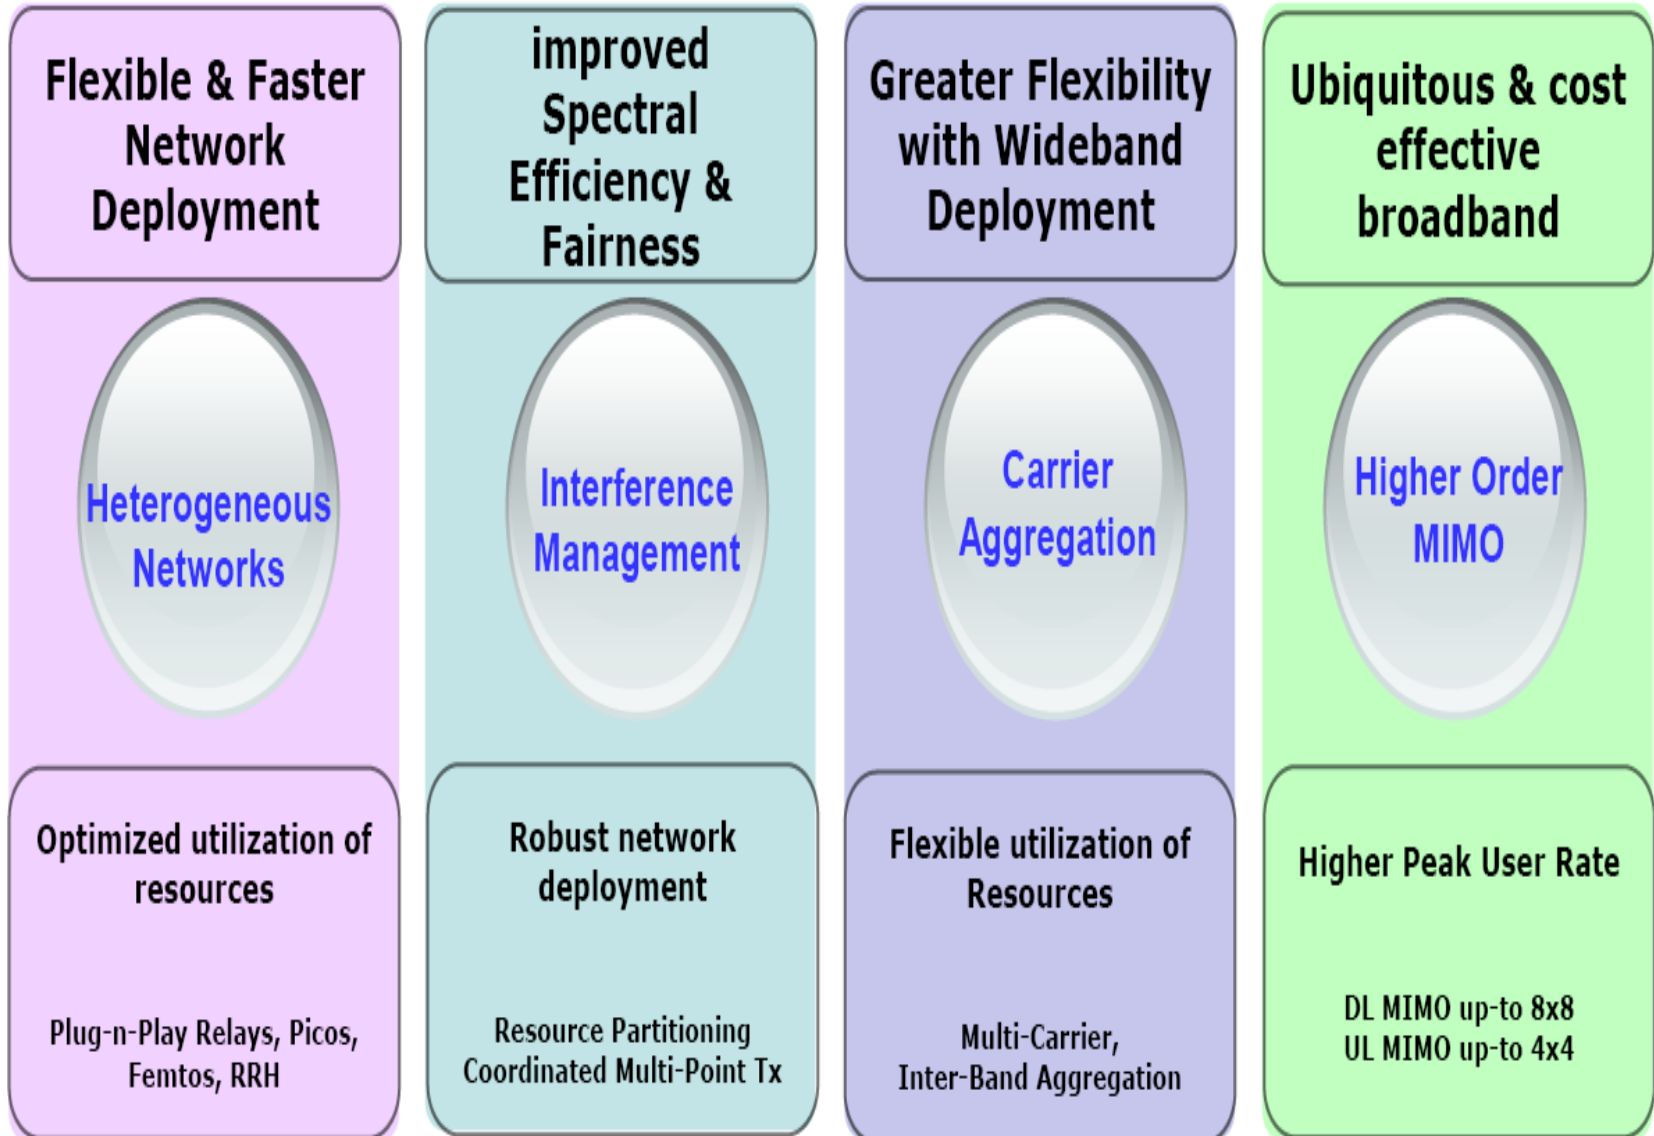 Flexible & Faster
Network
Deployment
Heterogeneous
Networks
Optimized utilization of
resources
Plug-n-Play Relays, Picos,
Femtos, RRH
improved
Spectral
Efficiency &
Fairness
Interference
Management
Robust network
deployment
Resource Partitioning
Coordinated Multi-Point Tx
Greater Flexibility
with Wideband
Deployment
Carrier
Aggregation
Flexible utilization of
Resources
Multi-Carrier,
Inter-Band Aggregation
Ubiquitous & cost
effective
broadband
Higher Order
MIMO
Higher Peak User Rate
DL MIMO up-to 8x8
UL MIMO up-to 4x4